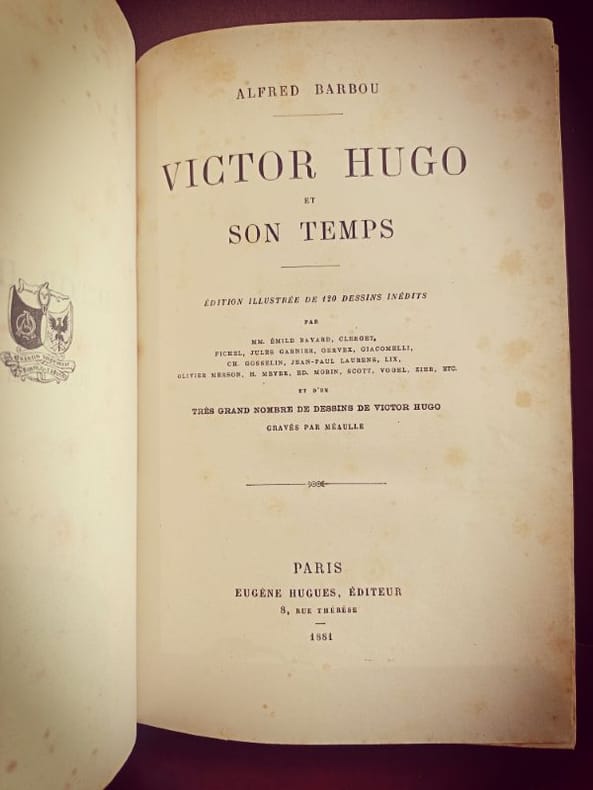 ALFRED BARBOU
VICTOR HUGO
ET
SON TEMPS
ÉDITION ILLUSTRÉE DE 120 DESSINS INÉDITS
PAR
MM. ÉMILE BAYARD, CLERGET,
FICHEL, JULES GARNIER, GERVEX, GIACOMELLI,
CH. GOSSELIN, JEAN-PAUL LAURENS, LIX,
OLIVIER MERSON, H. MEYER, ED. MORIN, SCOTT, VOGEL, ZIER, ETC.
ET D'UN
TRÈS GRAND NOMBRE DE DESSINS DE VICTOR HUGO
GRAVÉS PAR MÉAULLE
PARIS
EUGÈNE HUGUES, ÉDITEUR
8, RUE THÉRÈSE
1881